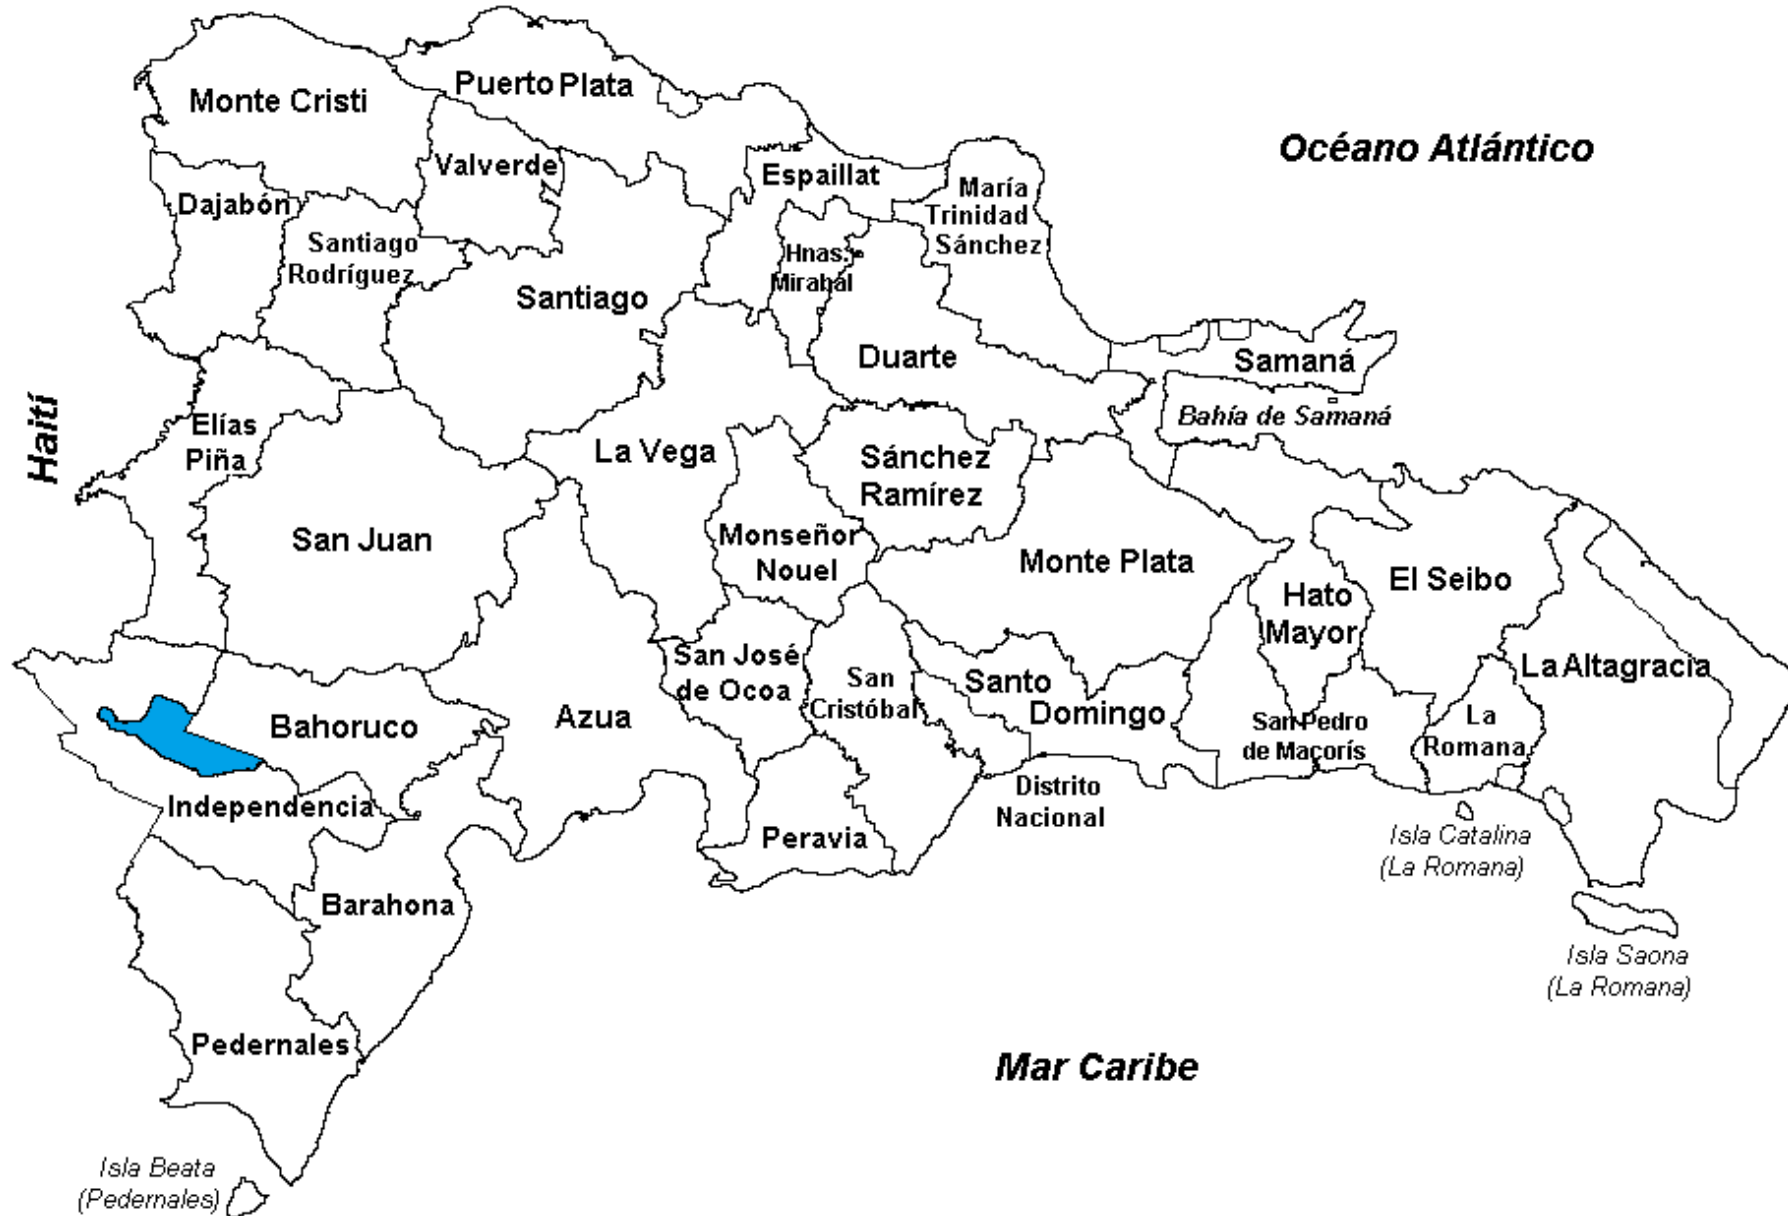 Puerto Plata
Monte Cristi
Océano Atlántico
Valverde
Espaillat
Dajabón
María
Trinidad
Sánchez
Santiago
Rodríguez
Hnas.
Mirabal
Santiago
Duarte
Samaná
Haití
Bahía de Samaná
Elías
Piña
La Vega
Sánchez
Ramírez
San Juan
Monseñor
Nouel
Monte Plata
El Seibo
Hato
Mayor
San José
de Ocoa
San
Cristóbal
Santo
Domingo
La Altagracia
Azua
Bahoruco
San Pedro
de Macorís
La
Romana
Independencia
Distrito
Nacional
Peravia
Isla Catalina
(La Romana)
Barahona
Isla Saona
(La Romana)
Pedernales
Mar Caribe
Isla Beata
(Pedernales)